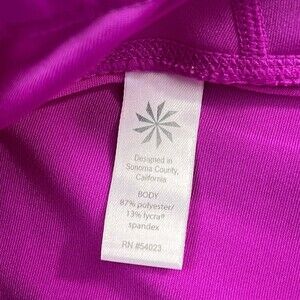 Designed in
Sonoma County,
California
BODY
87% polyester/
13% lycra®
spandex
RN #54023